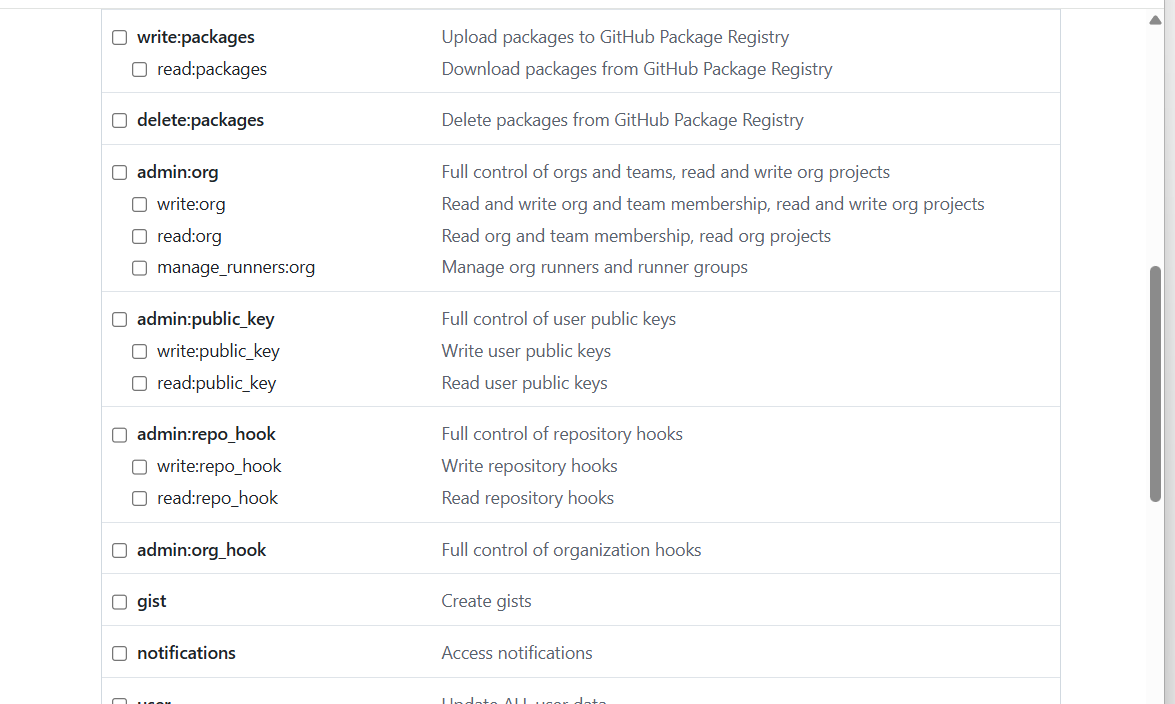 write:packages Upload packages to GitHub Package Registry
read:packages Download packages from GitHub Package Registry
delete:packages Delete packages from GitHub Package Registry
admin:org Full control of orgs and teams, read and write org projects
write:org Read and write org and team membership, read and write org projects
read:org Read org and team membership, read org projects
manage_runners:org Manage org runners and runner groups
admin:public_key Full control of user public keys
write:public_key Write user public keys
read:public_key Read user public keys
admin:repo_hook Full control of repository hooks
write:repo_hook Write repository hooks
read:repo_hook Read repository hooks
admin:org_hook Full control of organization hooks
gist Create gists
notifications Access notifications
user Update ALL user data